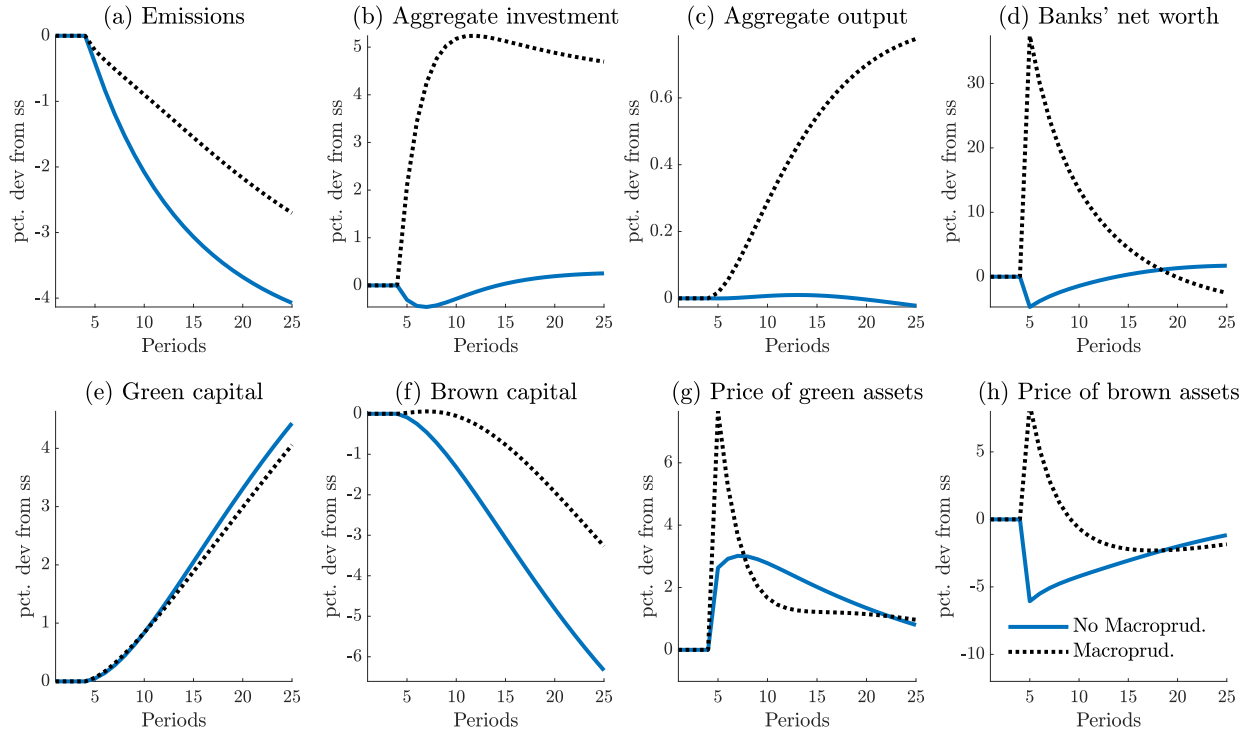 (a) Emissions
pct. dev from ss
0
-1
-2
-3
-4
5 10 15 20 25
Periods
(b) Aggregate investment
pct. dev from ss
5
4
3
2
1
0
5 10 15 20 25
Periods
(c) Aggregate output
pct. dev from ss
0.6
0.4
0.2
0
5 10 15 20 25
Periods
(d) Banks' net worth
pct. dev from ss
30
20
10
0
5 10 15 20 25
Periods
(e) Green capital
pct. dev from ss
4
3
2
1
0
5 10 15 20 25
Periods
(f) Brown capital
pct. dev from ss
0
-1
-2
-3
-4
-5
-6
5 10 15 20 25
Periods
(g) Price of green assets
pct. dev from ss
6
4
2
0
5 10 15 20 25
Periods
(h) Price of brown assets
pct. dev from ss
5
0
-5
-10
No Macroprud.
Macroprud.
5 10 15 20 25
Periods